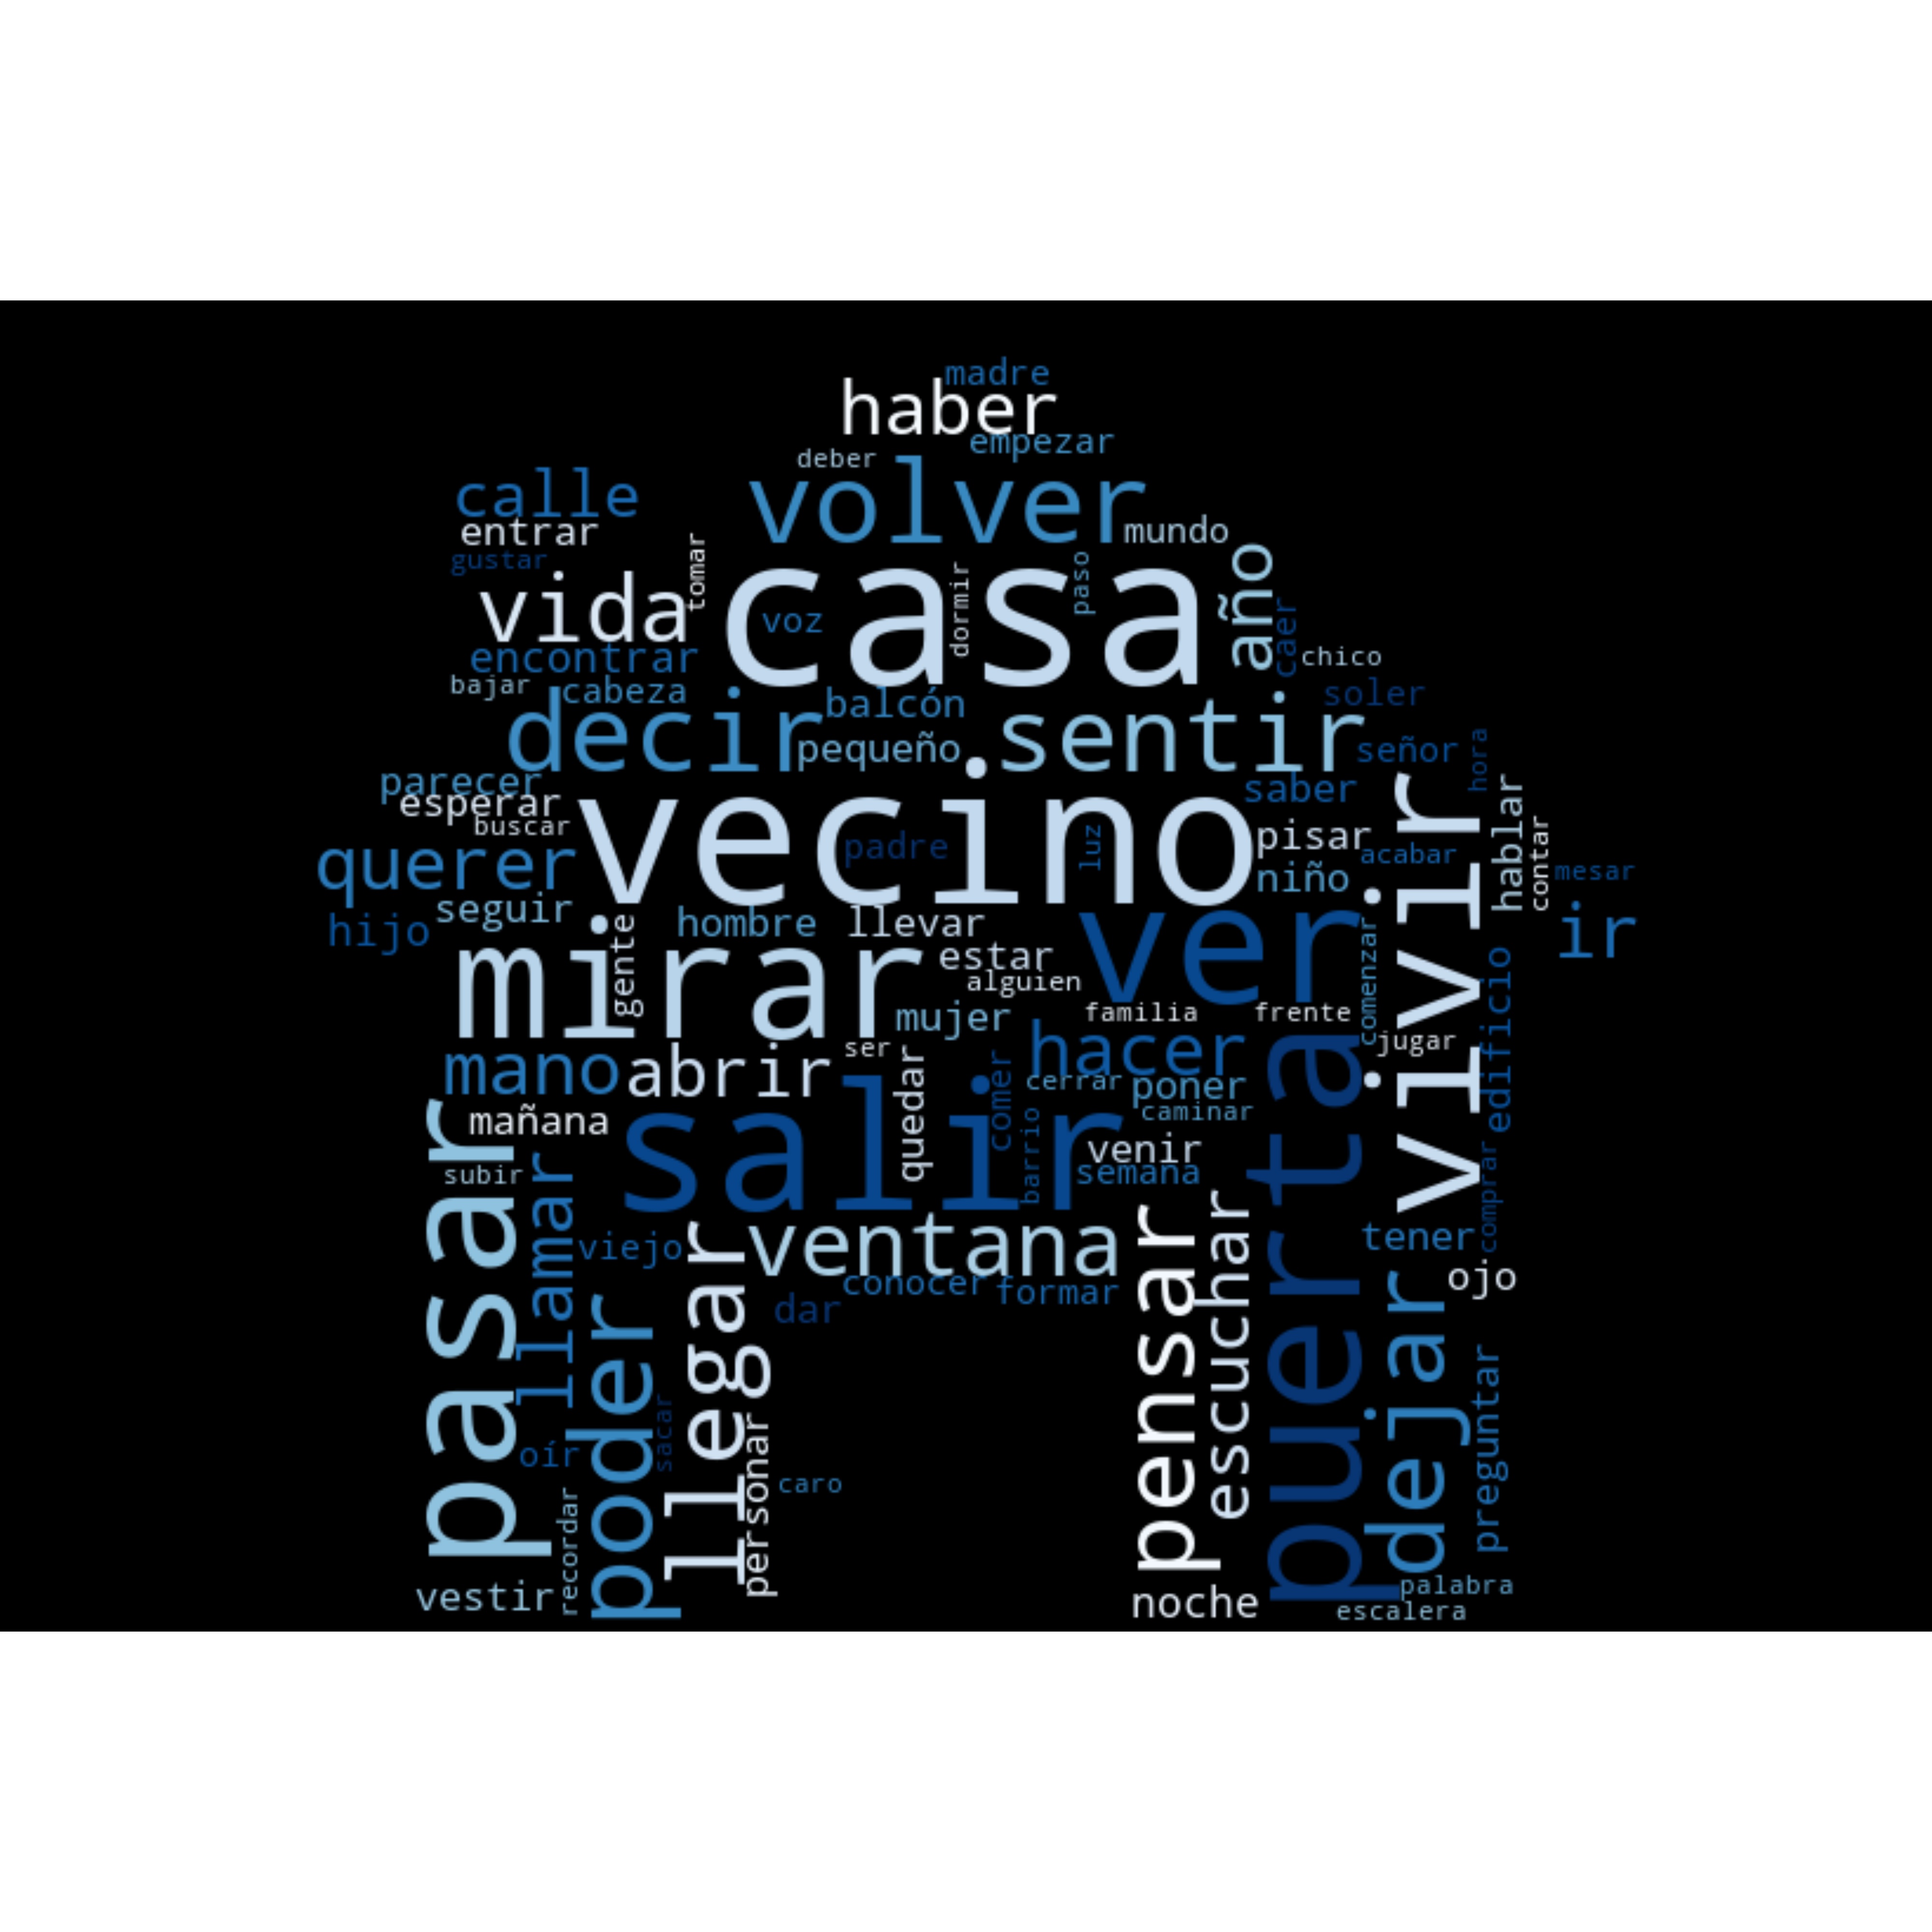 madre
haber
empezar
deber
calle
volver
entrar
mundo
gustar
tomar
casa
paso
dormir
año
vida
voz
caer
encontrar
chico
bajar
cabeza
balcón
soler
decir
sentir
pequeño
señor
hora
parecer
saber
esperar
buscar
vecino
padre
luz
pisar
vivir
hablar
contar
querer
acabar
niño
mesar
seguir
hijo
hombre
llevar
ver
ir
mirar
gente
estar
alguien
comenzar
edificio
mujer
familia
frente
hacer
jugar
mano
abrir
ser
quedar
comer
cerrar
poner
puerta
pasar
mañana
salir
barrio
caminar
venir
semana
subir
llamar
comprar
viejo
llegar
ventana
pensar
escuchar
tener
conocer
formar
ojo
dar
poder
dejar
preguntar
oír
sacar
personar
caro
recordar
vestir
noche
palabra
escalera